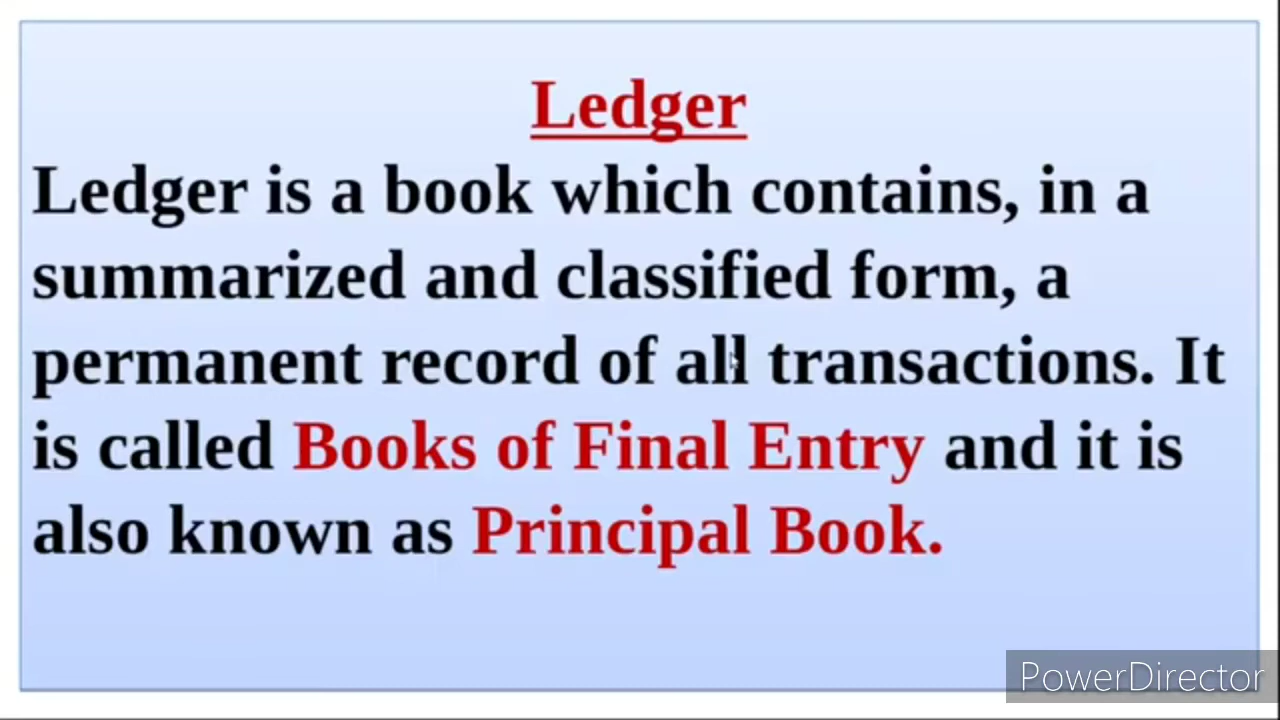 Ledger
Ledger is a book which contains, in a
summarized and classified form, a
permanent record of all transactions. It
is called Books of Final Entry and it is
also known as Principal Book.
PowerDirector